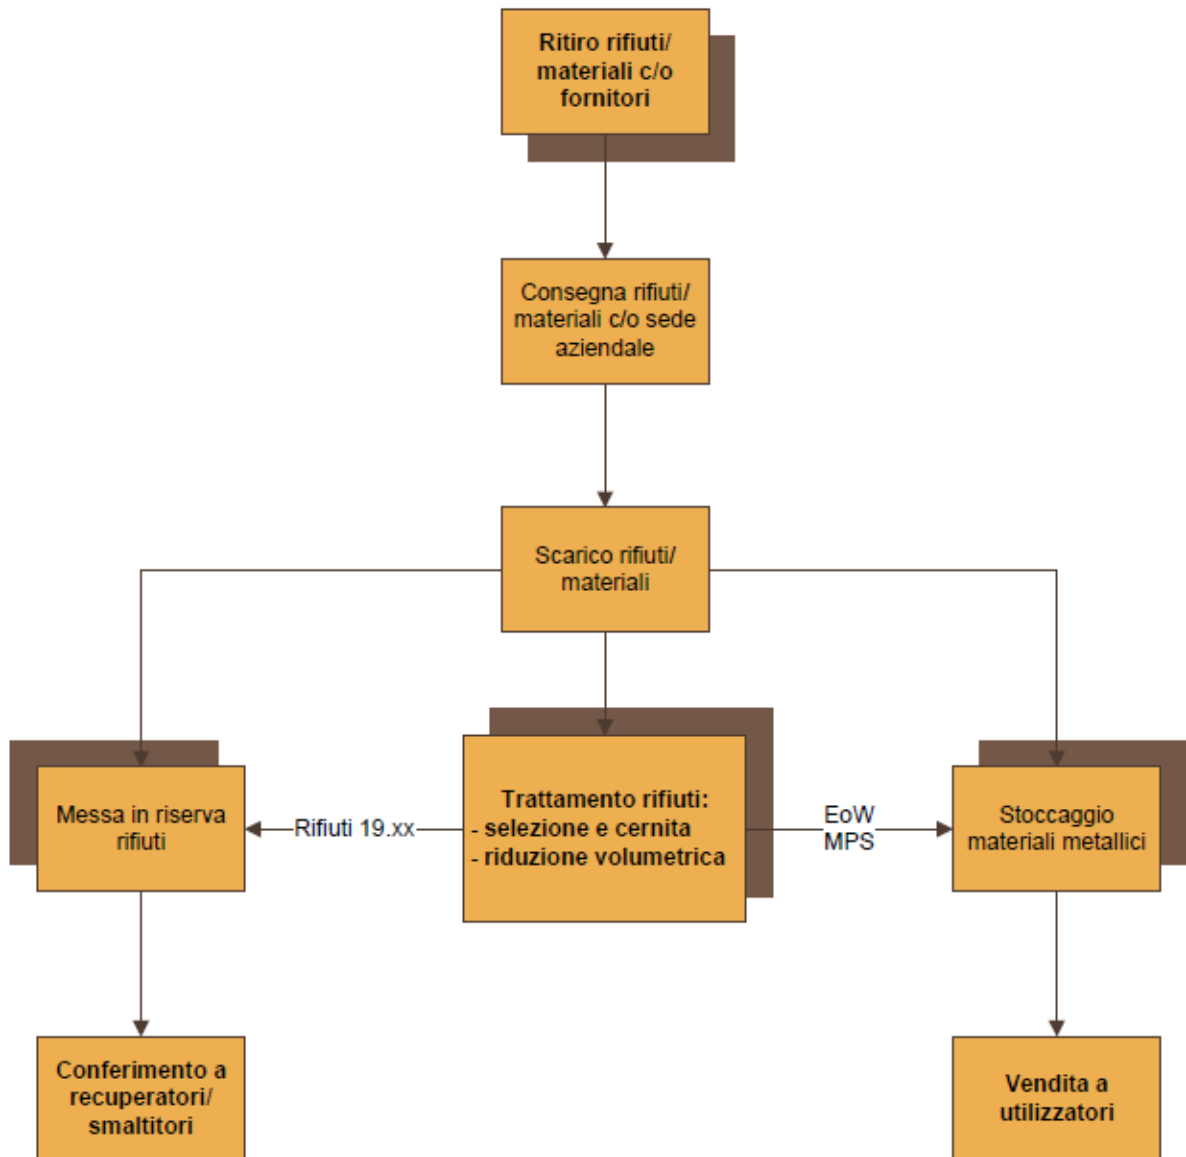 Ritiro rifiuti/
materiali c/o
fornitori
Consegna rifiuti/
materiali c/o sede
aziendale
Scarico rifiuti/
materiali
Messa in riserva
rifiuti
Rifiuti 19.xx
Trattamento rifiuti:
- selezione e cernita
- riduzione volumetrica
EoW
MPS
Stoccaggio
materiali metallici
Conferimento a
recuperatori/
smaltitori
Vendita a
utilizzatori